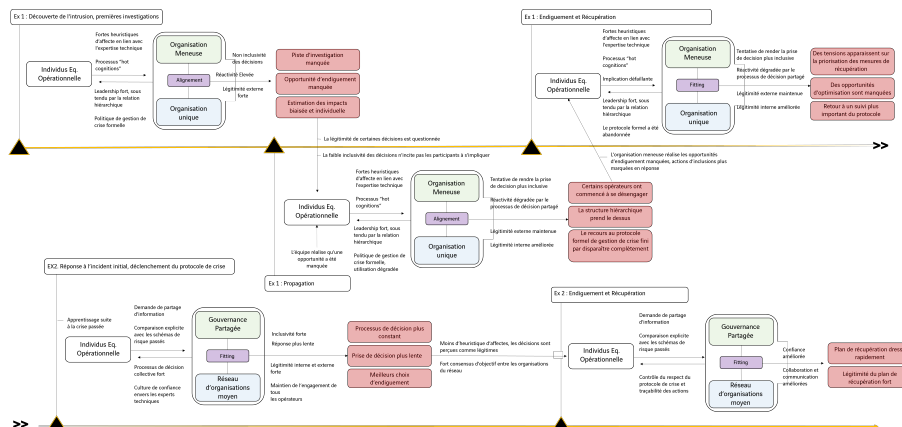 Ex 1 : Découverte de l'intrusion, premières investigations
Fortes heuristiques
d'affecte en lien avec
l'expertise technique
Processus "hot
cognitions"
Leadership fort, sous
tendu par la relation
hiérarchique
Politique de gestion de
crise formelle
Individus Eq.
Opérationnelle
Organisation
Meneuse
Alignement
Organisation
unique
Non inclusivité
des décisions
Réactivité Elevée
Légitimité externe
forte
Piste d'investigation
manquée
Opportunité d'endiguement
manquée
Estimation des impacts
biaisée et individuelle
La légitimité de certaines décisions est questionnée
La faible inclusivité des décisions n'incite pas les participants à s'impliquer
Ex 1 : Endiguement et Récupération
Fortes heuristiques
d'affecte en lien avec
l'expertise technique
Processus "hot
cognitions"
Implication défaillante
Leadership fort, sous
tendu par la relation
hiérarchique
Le protocole formel a été
abandonnée
Individus Eq.
Opérationnelle
Organisation
Meneuse
Fitting
Organisation
unique
Tentative de rendre la prise
de décision plus inclusive
Réactivité dégradée par le
processus de décision partagé
Légitimité externe maintenue
Légitimité interne améliorée
Des tensions apparaissent sur
la priorisation des mesures de
récupération
Des opportunités
d'optimisation sont manquées
Retour à un suivi plus
important du protocole
L'organisation meneuse réalise les opportunités
d'endiguement manquées, actions d'inclusions plus
marquées en réponse
Fortes heuristiques
d'affecte en lien avec
l'expertise technique
Processus "hot
cognitions"
Leadership fort, sous
tendu par la relation
hiérarchique
Politique de gestion de
crise formelle,
utilisation dégradée
Individus Eq.
Opérationnelle
L'équipe réalise qu'une
opportunité a été
manquée
Organisation
Meneuse
Alignement
Organisation
unique
Tentative de rendre la prise
de décision plus inclusive
Réactivité dégradée par le
processus de décision partagé
Légitimité externe maintenue
Légitimité interne améliorée
Certains opérateurs ont
commencé à se désengager
La structure hiérarchique
prend le dessus
Le recours au protocole
formel de gestion de crise fini
par disparaître complètement
Ex 1 : Propagation
EX2. Réponse à l'incident initial, déclenchement du protocole de crise
Apprentissage suite
à la crise passée
Individus Eq.
Opérationnelle
Demande de partage
d'information
Comparaison explicite
avec les schémas de
risque passés
Processus de décision
collective fort
Culture de confiance
envers les experts
techniques
Gouvernance
Partagée
Fitting
Réseau
d'organisations
moyen
Inclusivité forte
Réponse plus lente
Légitimité interne et externe
forte
Maintien de l'engagement de
tous
les opérateurs
Processus de décision plus
constant
Prise de décision plus lente
Meilleurs choix
d'endiguement
Moins d'heuristique d'affectes, les décisions sont
perçues comme légitimes
Fort consensus d'objectif entre les organisations
du réseau
Ex 2 : Endiguement et Récupération
Individus Eq.
Opérationnelle
Demande de partage
d'information
Comparaison explicite
avec les schémas de
risque passés
Contrôle du respect du
protocole de crise et
traçabilité des actions
Gouvernance
Partagée
Fitting
Réseau
d'organisations
moyen
Confiance
améliorée
Collaboration et
communication
améliorées
Plan de récupération dress
rapidement
Légitimité du plan de
récupération fort